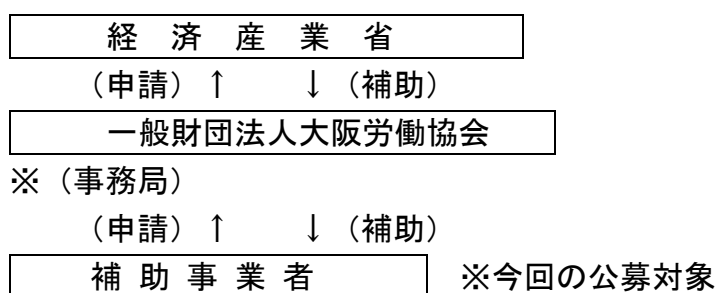 経　済　産　業　省
（申請）↑　　↓（補助）
一般財団法人大阪労働協会
※（事務局）
（申請）↑　　↓（補助）
補 助 事 業 者　　※今回の公募対象